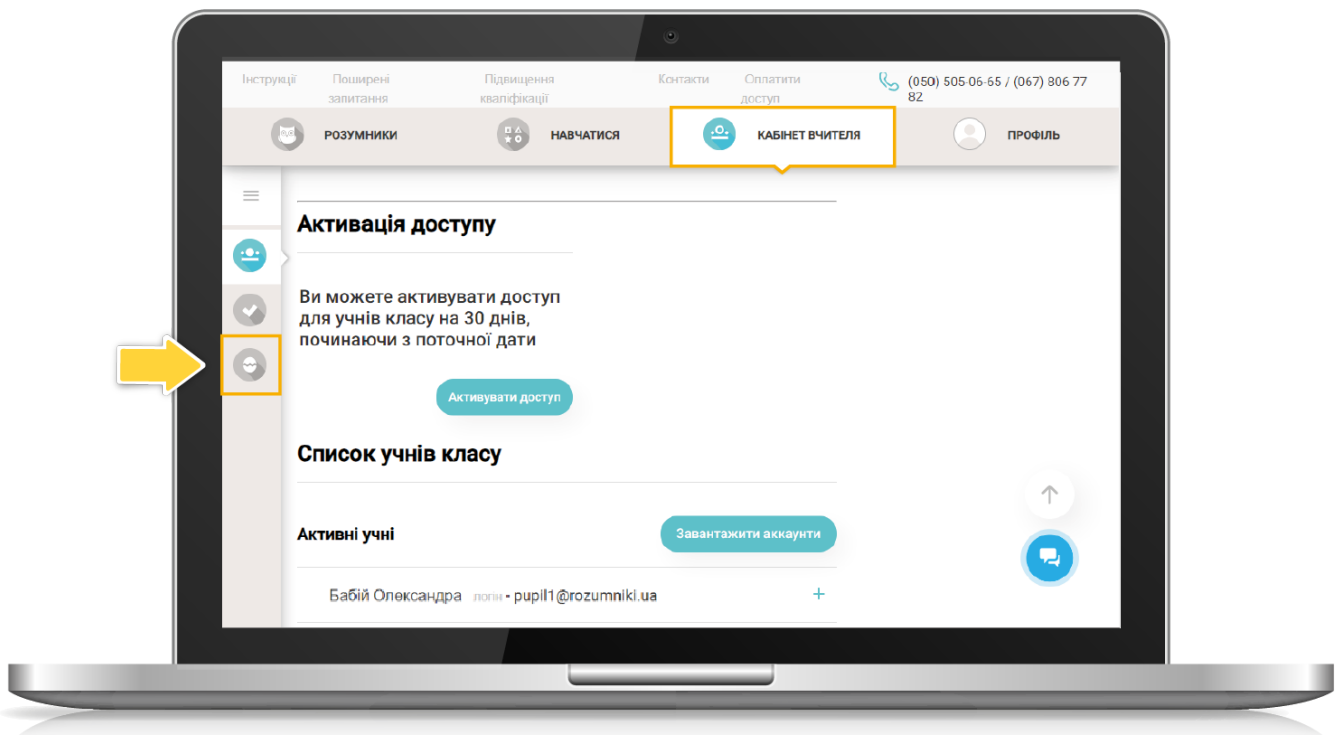 Інструкції
Поширені
запитання
Підвищення
кваліфікації
Контакти
Оплатити
доступ
(050) 505-06-65 / (067) 806 77
82
РОЗУМНИКИ
НАВЧАТИСЯ
КАБІНЕТ ВЧИТЕЛЯ
ПРОФІЛЬ
Активація доступу
Ви можете активувати доступ
для учнів класу на 30 днів,
починаючи з поточної дати
Активувати доступ
Список учнів класу
Активні учні
Завантажити аккаунти
Бабій Олександра логін - pupil1@rozumniki.ua +